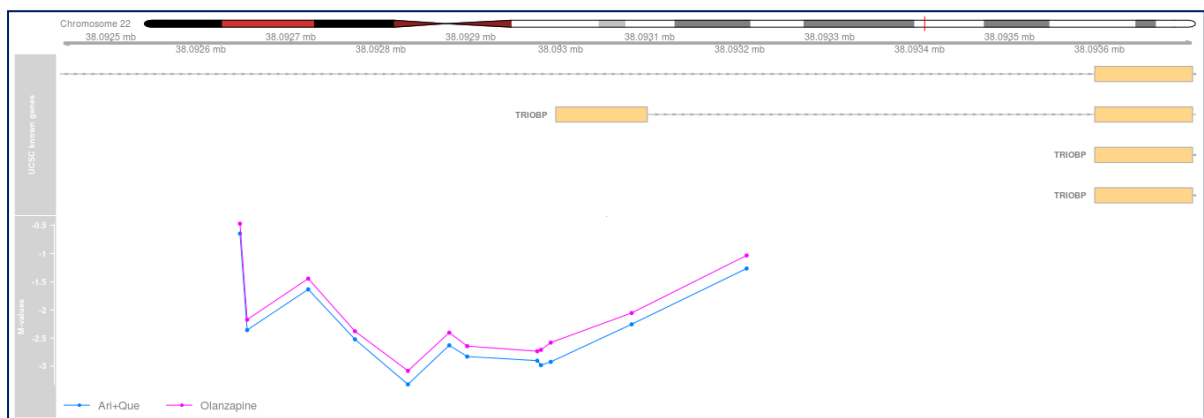 Chromosome 22
38.0925 mb 38.0927 mb 38.0929 mb 38.0931 mb 38.0933 mb 38.0935 mb
38.0926 mb 38.0928 mb 38.093 mb 38.0932 mb 38.0934 mb 38.0936 mb
UCSC known genes
TRIOBP
TRIOBP
TRIOBP
M-values
-0.5
-1
-1.5
-2
-2.5
-3
Ari+Que Olanzapine